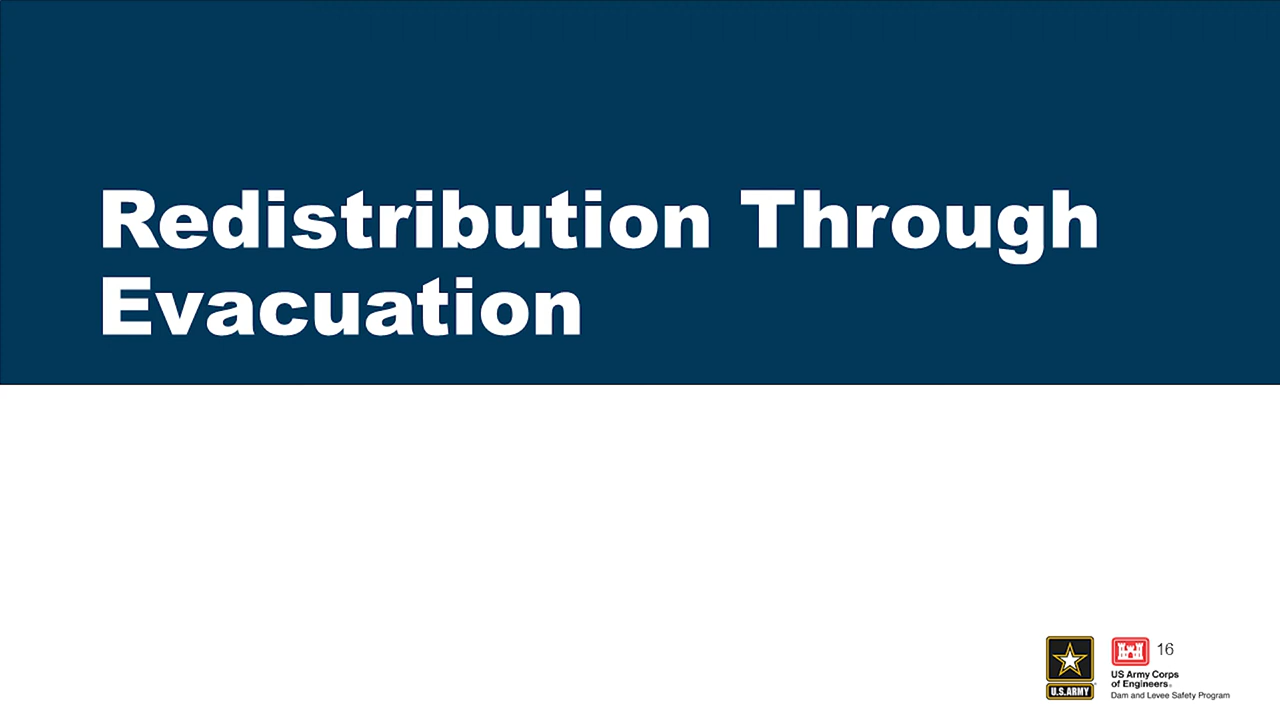 Redistribution Through
Evacuation
16
U.S.ARMY
US Army Corps
of Engineers®
Dam and Levee Safety Program